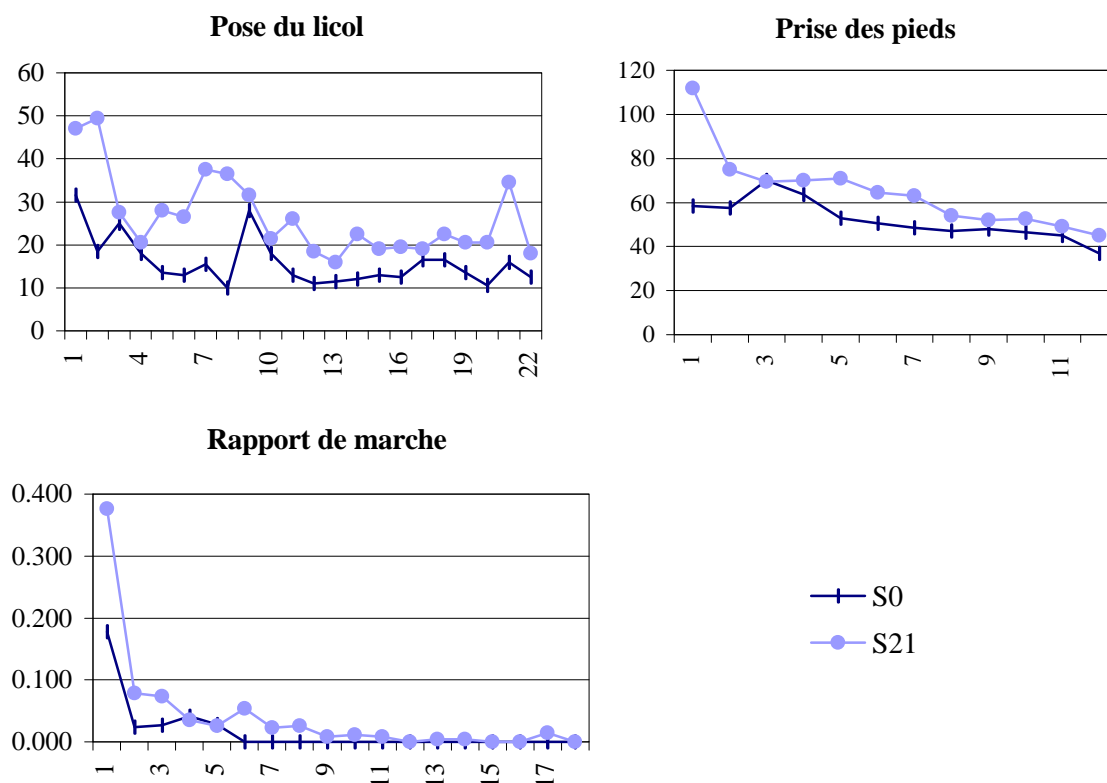 Pose du licol
60
50
40
30
20
10
0
1 4 7 10 13 16 19 22
Prise des pieds
120
100
80
60
40
20
0
1 3 5 7 9 11
Rapport de marche
0.400
0.300
0.200
0.100
0.000
1 3 5 7 9 11 13 15 17
S0
S21